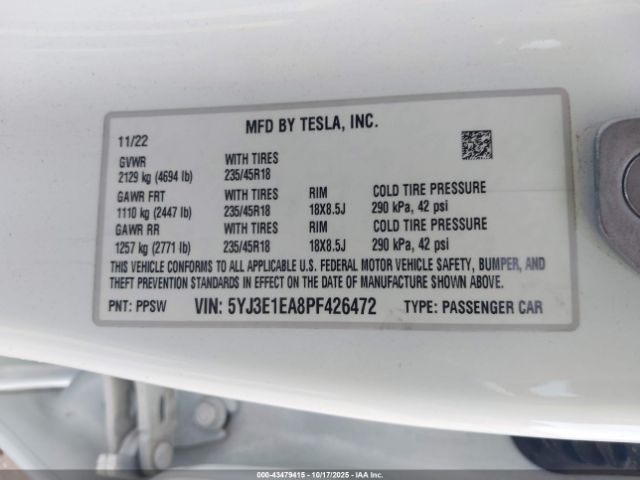 MFD BY TESLA, INC.
11/22
GVWR WITH TIRES
2129 kg (4694 lb) 235/45R18
GAWR FRT WITH TIRES RIM COLD TIRE PRESSURE
1110 kg (2447 lb) 235/45R18 18X8.5J 290 kPa, 42 psi
GAWR RR WITH TIRES RIM COLD TIRE PRESSURE
1257 kg (2771 lb) 235/45R18 18X8.5J 290 kPa, 42 psi
THIS VEHICLE CONFORMS TO ALL APPLICABLE U.S. FEDERAL MOTOR VEHICLE SAFETY, BUMPER, AND
THEFT PREVENTION STANDARDS IN EFFECT ON THE DATE OF MANUFACTURE SHOWN ABOVE.
PNT: PPSW VIN: 5YJ3E1EA8PF426472 TYPE: PASSENGER CAR
© 43479415 - 10/17/2025 - IAAI.COM